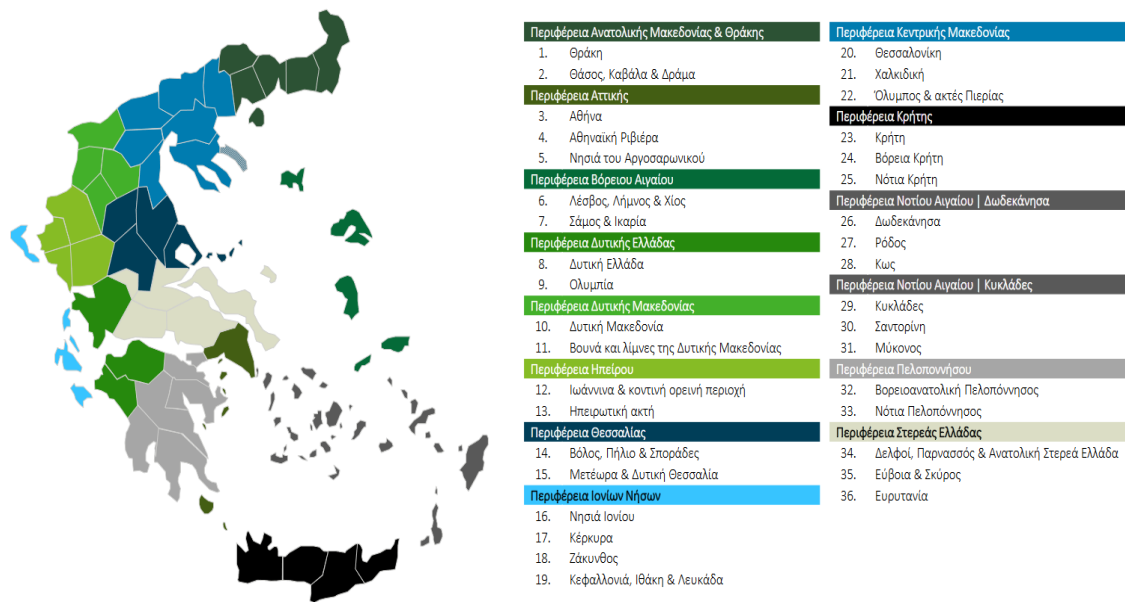 Περιφέρεια Ανατολικής Μακεδονίας & Θράκης
1. Θράκη
2. Θάσος, Καβάλα & Δράμα
Περιφέρεια Αττικής
3. Αθήνα
4. Αθηναϊκή Ριβιέρα
5. Νησιά του Αργοσαρωνικού
Περιφέρεια Βόρειου Αιγαίου
6. Λέσβος, Λήμνος & Χίος
7. Σάμος & Ικαρία
Περιφέρεια Δυτικής Ελλάδας
8. Δυτική Ελλάδα
9. Ολυμπία
Περιφέρεια Δυτικής Μακεδονίας
10. Δυτική Μακεδονία
11. Βουνά και λίμνες της Δυτικής Μακεδονίας
Περιφέρεια Ηπείρου
12. Ιωάννινα & κοντινή ορεινή περιοχή
13. Ηπειρωτική ακτή
Περιφέρεια Θεσσαλίας
14. Βόλος, Πήλιο & Σποράδες
15. Μετέωρα & Δυτική Θεσσαλία
Περιφέρεια Ιονίων Νήσων
16. Νησιά Ιονίου
17. Κέρκυρα
18. Ζάκυνθος
19. Κεφαλλονιά, Ιθάκη & Λευκάδα
Περιφέρεια Κεντρικής Μακεδονίας
20. Θεσσαλονίκη
21. Χαλκιδική
22. Όλυμπος & ακτές Πιερίας
Περιφέρεια Κρήτης
23. Κρήτη
24. Βόρεια Κρήτη
25. Νότια Κρήτη
Περιφέρεια Νοτίου Αιγαίου | Δωδεκάνησα
26. Δωδεκάνησα
27. Ρόδος
28. Κως
Περιφέρεια Νοτίου Αιγαίου | Κυκλάδες
29. Κυκλάδες
30. Σαντορίνη
31. Μύκονος
Περιφέρεια Πελοποννήσου
32. Βορειοανατολική Πελοπόννησος
33. Νότια Πελοπόννησος
Περιφέρεια Στερεάς Ελλάδας
34. Δελφοί, Παρνασσός & Ανατολική Στερεά Ελλάδα
35. Εύβοια & Σκύρος
36. Ευρυτανία